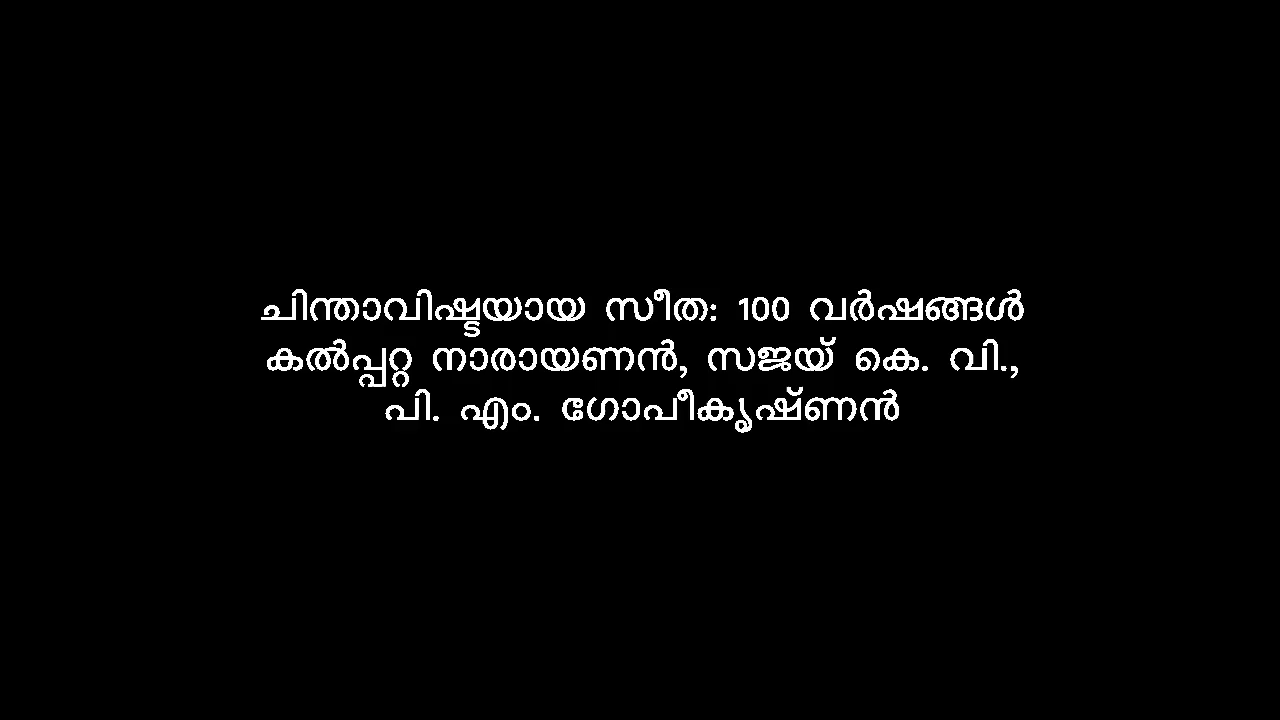 ചിന്താവിഷ്ടയായ സീത: 100 വർഷങ്ങൾ
കൽപ്പറ്റ നാരായണൻ, സജയ് കെ. വി.,
പി. എം. ഗോപീകൃഷ്ണൻ